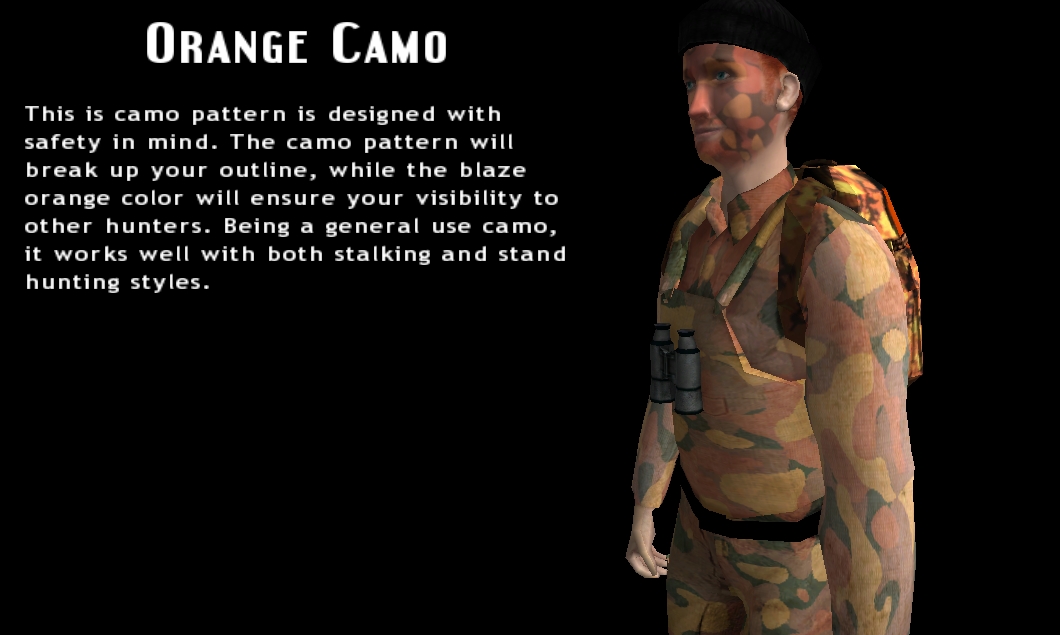 Orange Camo
This is camo pattern is designed with
safety in mind. The camo pattern will
break up your outline, while the blaze
orange color will ensure your visibility to
other hunters. Being a general use camo,
it works well with both stalking and stand
hunting styles.